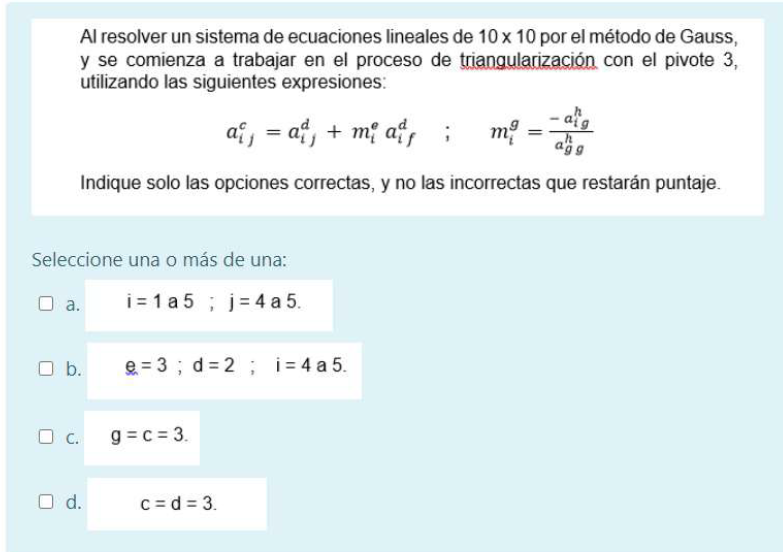 Al resolver un sistema de ecuaciones lineales de 10 x 10 por el método de Gauss,
y se comienza a trabajar en el proceso de triangularización con el pivote 3,
utilizando las siguientes expresiones:
a_{i j}^{c} = a_{i j}^{d} + m_{i}^{e} a_{i f}^{d} ; m_{i}^{g} = \frac{- a_{i g}^{h}}{a_{g g}^{h}}
Indique solo las opciones correctas, y no las incorrectas que restarán puntaje.
Seleccione una o más de una:
a. i = 1 a 5 ; j = 4 a 5.
b. e = 3 ; d = 2 ; i = 4 a 5.
c. g = c = 3.
d. c = d = 3.